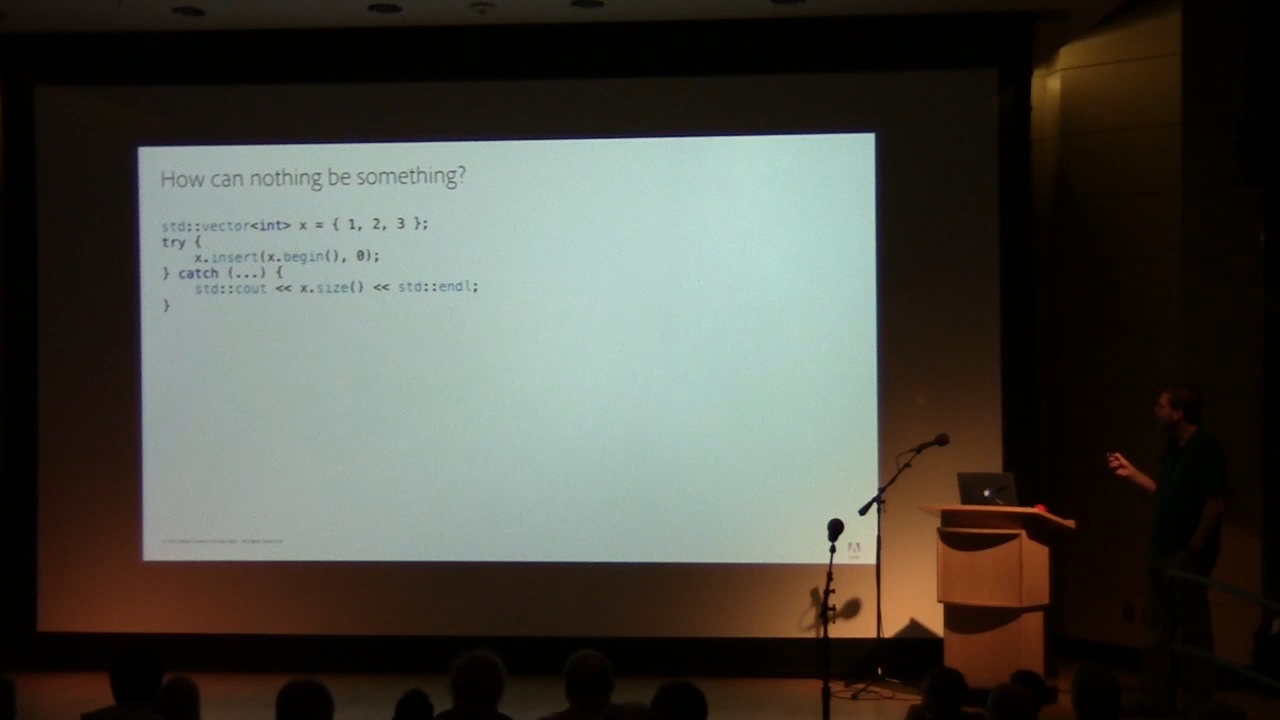 How can nothing be something?
std::vector<int> x = { 1, 2, 3 };
try {
    x.insert(x.begin(), 0);
} catch (...) {
    std::cout << x.size() << std::endl;
}